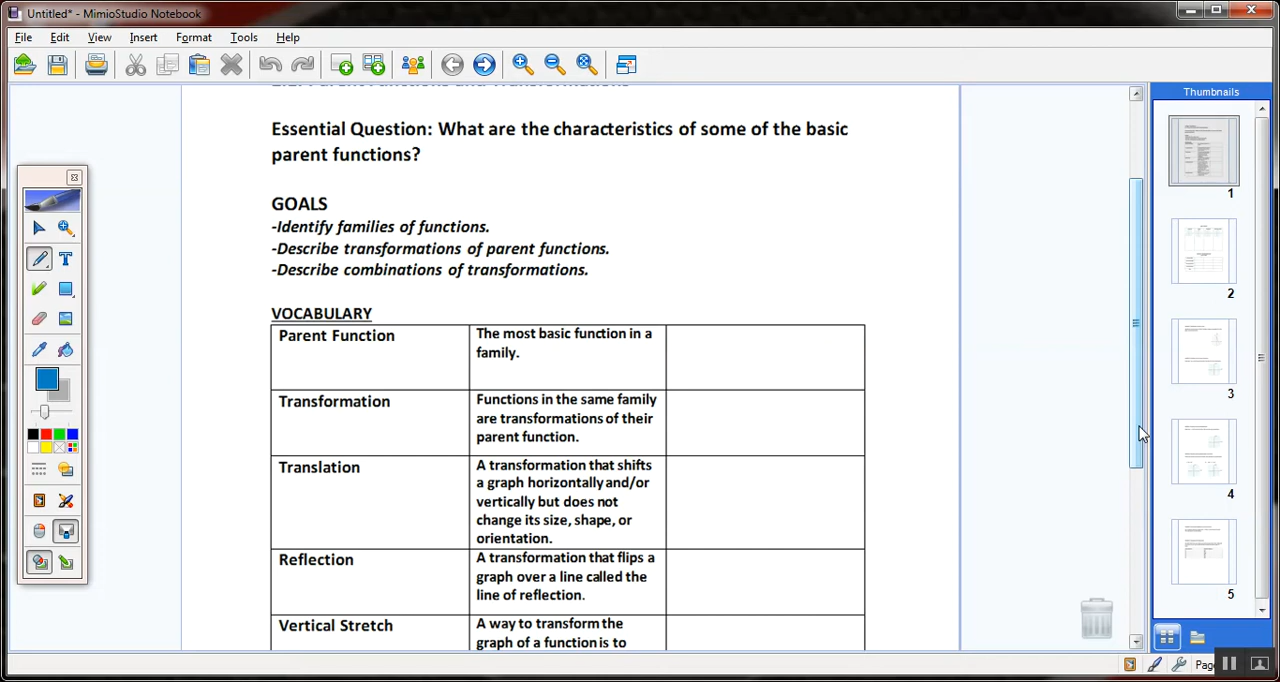 Untitled* - MimioStudio Notebook
File Edit View Insert Format Tools Help
Essential Question: What are the characteristics of some of the basic
parent functions?
GOALS
-Identify families of functions.
-Describe transformations of parent functions.
-Describe combinations of transformations.
VOCABULARY
Parent Function
The most basic function in a
family.
Transformation
Functions in the same family
are transformations of their
parent function.
Translation
A transformation that shifts
a graph horizontally and/or
vertically but does not
change its size, shape, or
orientation.
Reflection
A transformation that flips a
graph over a line called the
line of reflection.
Vertical Stretch
A way to transform the
graph of a function is to
Thumbnails
1
2
3
4
5